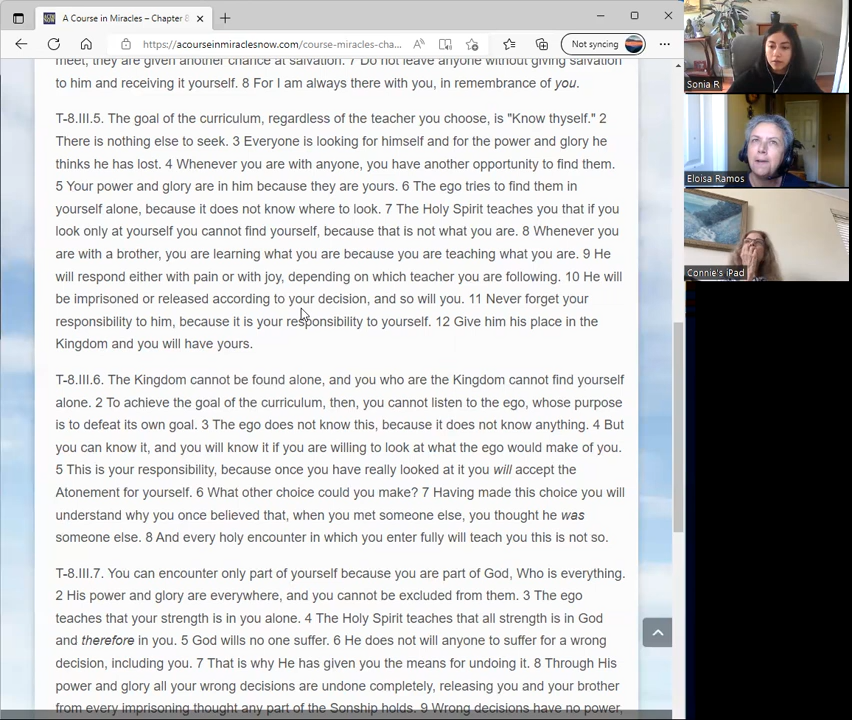 A Course in Miracles – Chapter 8
https://acourseinmiraclesnow.com/course-miracles-cha...
Not syncing
meet, they are given another chance at salvation. 7 Do not leave anyone without giving salvation
to him and receiving it yourself. 8 For I am always there with you, in remembrance of you.
T-8.III.5. The goal of the curriculum, regardless of the teacher you choose, is "Know thyself." 2
There is nothing else to seek. 3 Everyone is looking for himself and for the power and glory he
thinks he has lost. 4 Whenever you are with anyone, you have another opportunity to find them.
5 Your power and glory are in him because they are yours. 6 The ego tries to find them in
yourself alone, because it does not know where to look. 7 The Holy Spirit teaches you that if you
look only at yourself you cannot find yourself, because that is not what you are. 8 Whenever you
are with a brother, you are learning what you are because you are teaching what you are. 9 He
will respond either with pain or with joy, depending on which teacher you are following. 10 He will
be imprisoned or released according to your decision, and so will you. 11 Never forget your
responsibility to him, because it is your responsibility to yourself. 12 Give him his place in the
Kingdom and you will have yours.
T-8.III.6. The Kingdom cannot be found alone, and you who are the Kingdom cannot find yourself
alone. 2 To achieve the goal of the curriculum, then, you cannot listen to the ego, whose purpose
is to defeat its own goal. 3 The ego does not know this, because it does not know anything. 4 But
you can know it, and you will know it if you are willing to look at what the ego would make of you.
5 This is your responsibility, because once you have really looked at it you will accept the
Atonement for yourself. 6 What other choice could you make? 7 Having made this choice you will
understand why you once believed that, when you met someone else, you thought he was
someone else. 8 And every holy encounter in which you enter fully will teach you this is not so.
T-8.III.7. You can encounter only part of yourself because you are part of God, Who is everything.
2 His power and glory are everywhere, and you cannot be excluded from them. 3 The ego
teaches that your strength is in you alone. 4 The Holy Spirit teaches that all strength is in God
and therefore in you. 5 God wills no one suffer. 6 He does not will anyone to suffer for a wrong
decision, including you. 7 That is why He has given you the means for undoing it. 8 Through His
power and glory all your wrong decisions are undone completely, releasing you and your brother
from every imprisoning thought any part of the Sonship holds. 9 Wrong decisions have no power,
Sonia R
Eloisa Ramos
Connie's iPad